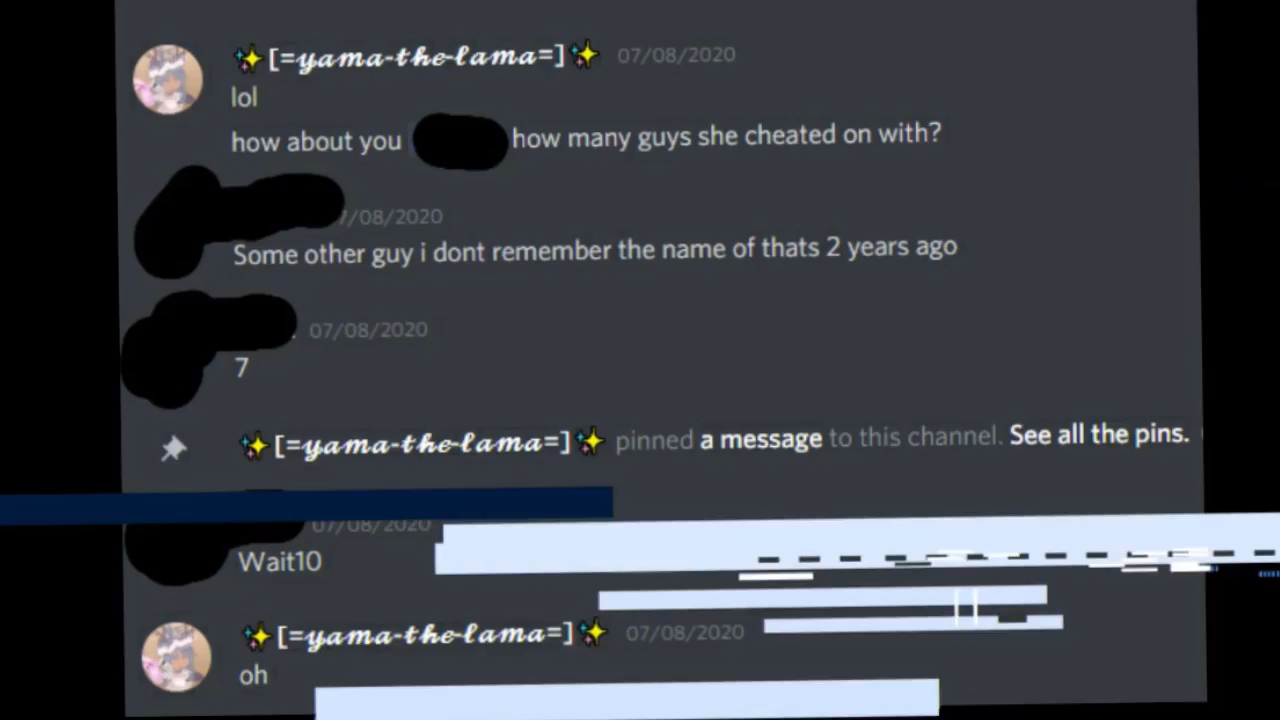 ✨[=𝔂𝓪𝓶𝓪-𝓽𝓱𝓮-𝓵𝓪𝓶𝓪=]✨ 07/08/2020
lol
how about you how many guys she cheated on with?
7/08/2020
Some other guy i dont remember the name of thats 2 years ago
07/08/2020
7
✨[=𝔂𝓪𝓶𝓪-𝓽𝓱𝓮-𝓵𝓪𝓶𝓪=]✨ pinned a message to this channel. See all the pins.
07/08/2020
Wait10
✨[=𝔂𝓪𝓶𝓪-𝓽𝓱𝓮-𝓵𝓪𝓶𝓪=]✨ 07/08/2020
oh